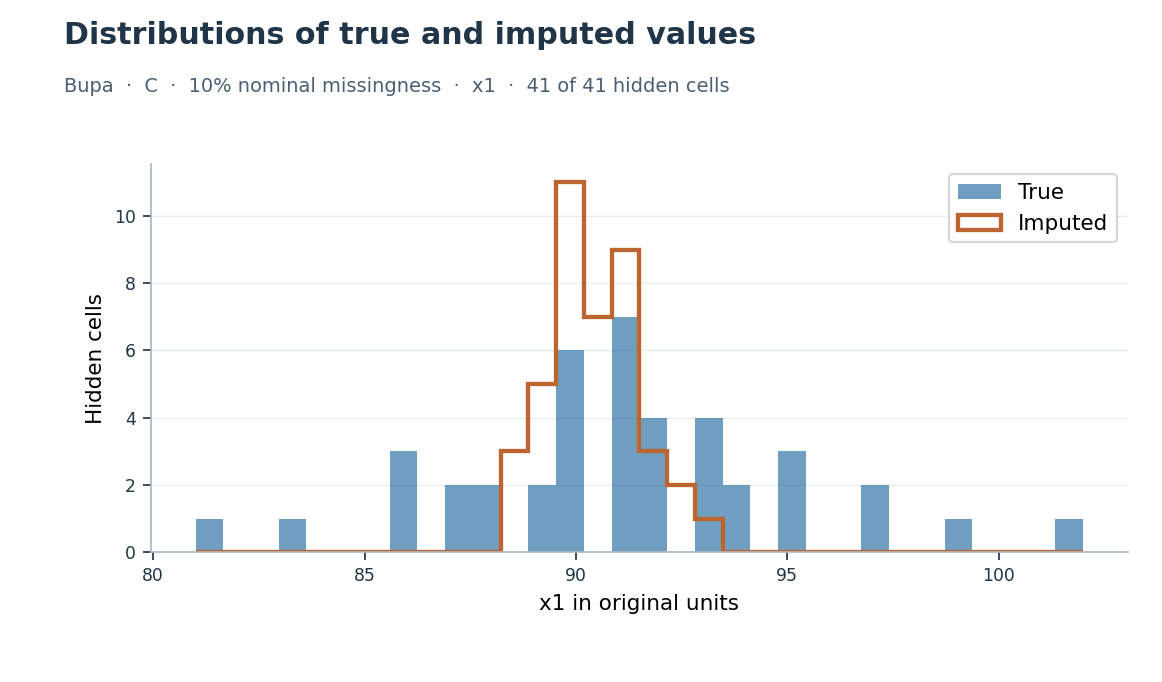 Distributions of true and imputed values
Bupa · C · 10% nominal missingness · x1 · 41 of 41 hidden cells
True
Imputed
Hidden cells
10
8
6
4
2
0
80 85 90 95 100
x1 in original units